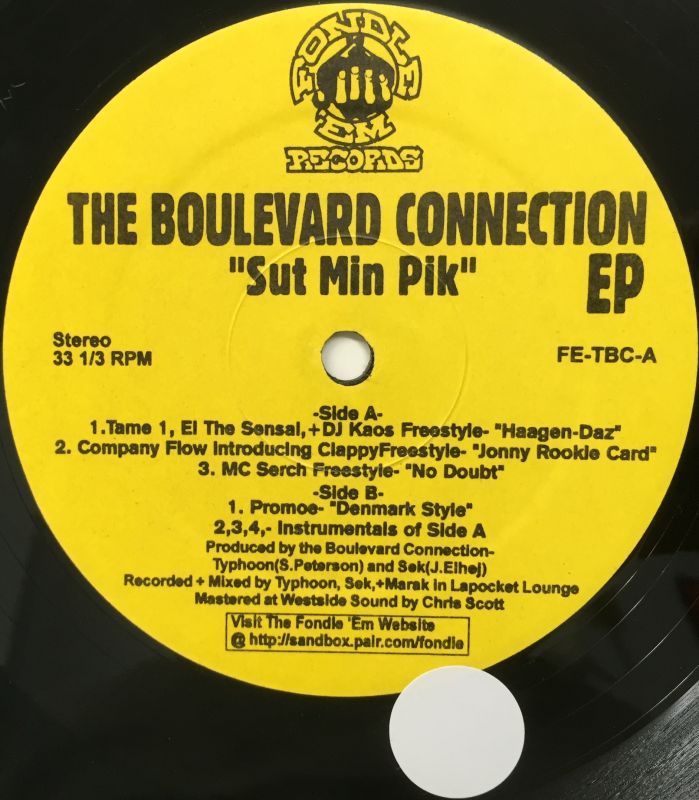 FONDLE
'EM
RECORDS
THE BOULEVARD CONNECTION
"Sut Min Pik" EP
Stereo
33 1/3 RPM
FE-TBC-A
-Side A-
1.Tame 1, El The Sensai,+DJ Kaos Freestyle- "Haagen-Daz"
2. Company Flow Introducing ClappyFreestyle- "Jonny Rookie Card"
3. MC Serch Freestyle- "No Doubt"
-Side B-
1. Promoe- "Denmark Style"
2,3,4,- Instrumentals of Side A
Produced by the Boulevard Connection-
Typhoon(S.Peterson) and Sek(J.Elhej)
Recorded + Mixed by Typhoon, Sek,+Marak in Lapocket Lounge
Mastered at Westside Sound by Chris Scott
Visit The Fondle 'Em Website
@ http://sandbox.pair.com/fondle